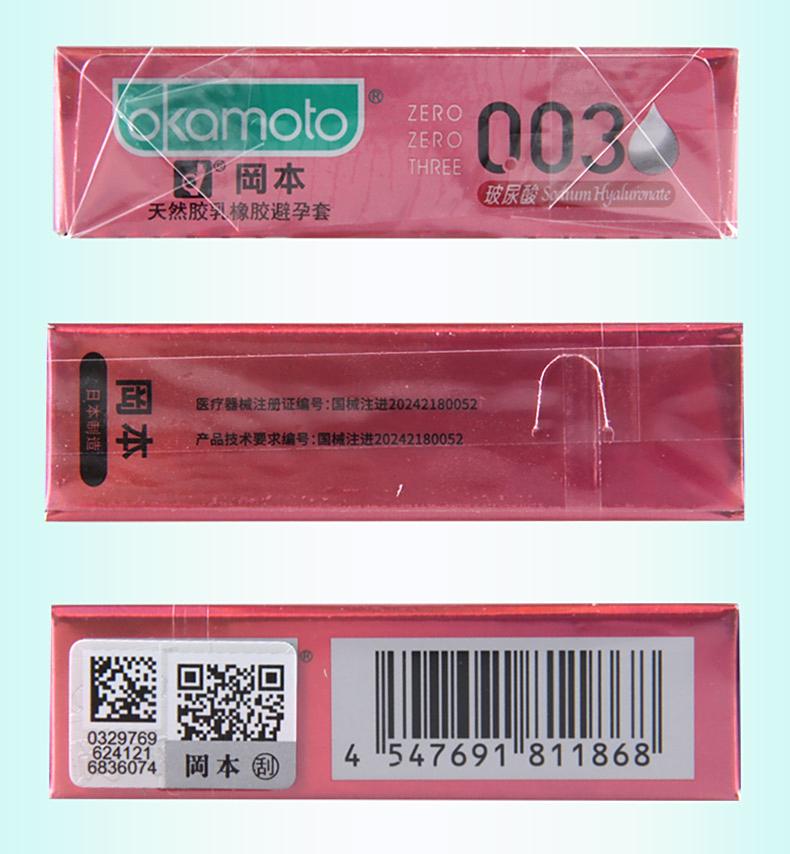 okamoto®
岡本
天然胶乳橡胶避孕套
ZERO
ZERO
THREE
0.03
玻尿酸 Sodium Hyaluronate
岡本
日本制造
医疗器械注册证编号:国械注进20242180052
产品技术要求编号:国械注进20242180052
0329769
624121
6836074
岡本 刮
®
4 547691 811868